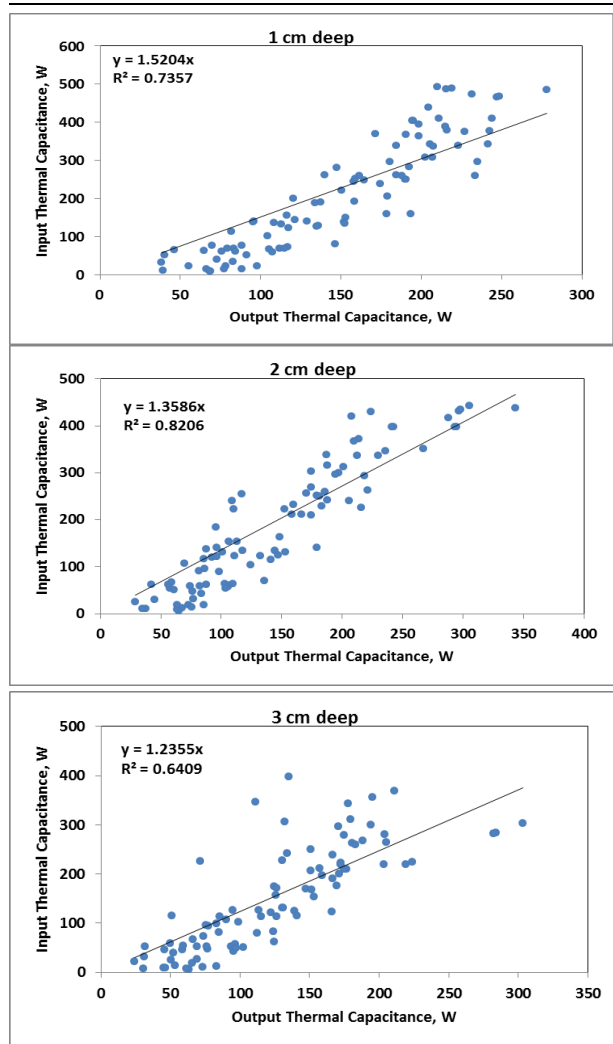 1 cm deep
y = 1.5204x
R² = 0.7357
Input Thermal Capacitance, W
600
500
400
300
200
100
0
0 50 100 150 200 250 300
Output Thermal Capacitance, W
2 cm deep
y = 1.3586x
R² = 0.8206
Input Thermal Capacitance, W
500
400
300
200
100
0
0 50 100 150 200 250 300 350 400
Output Thermal Capacitance, W
3 cm deep
y = 1.2355x
R² = 0.6409
Input Thermal Capacitance, W
500
400
300
200
100
0
0 50 100 150 200 250 300 350
Output Thermal Capacitance, W